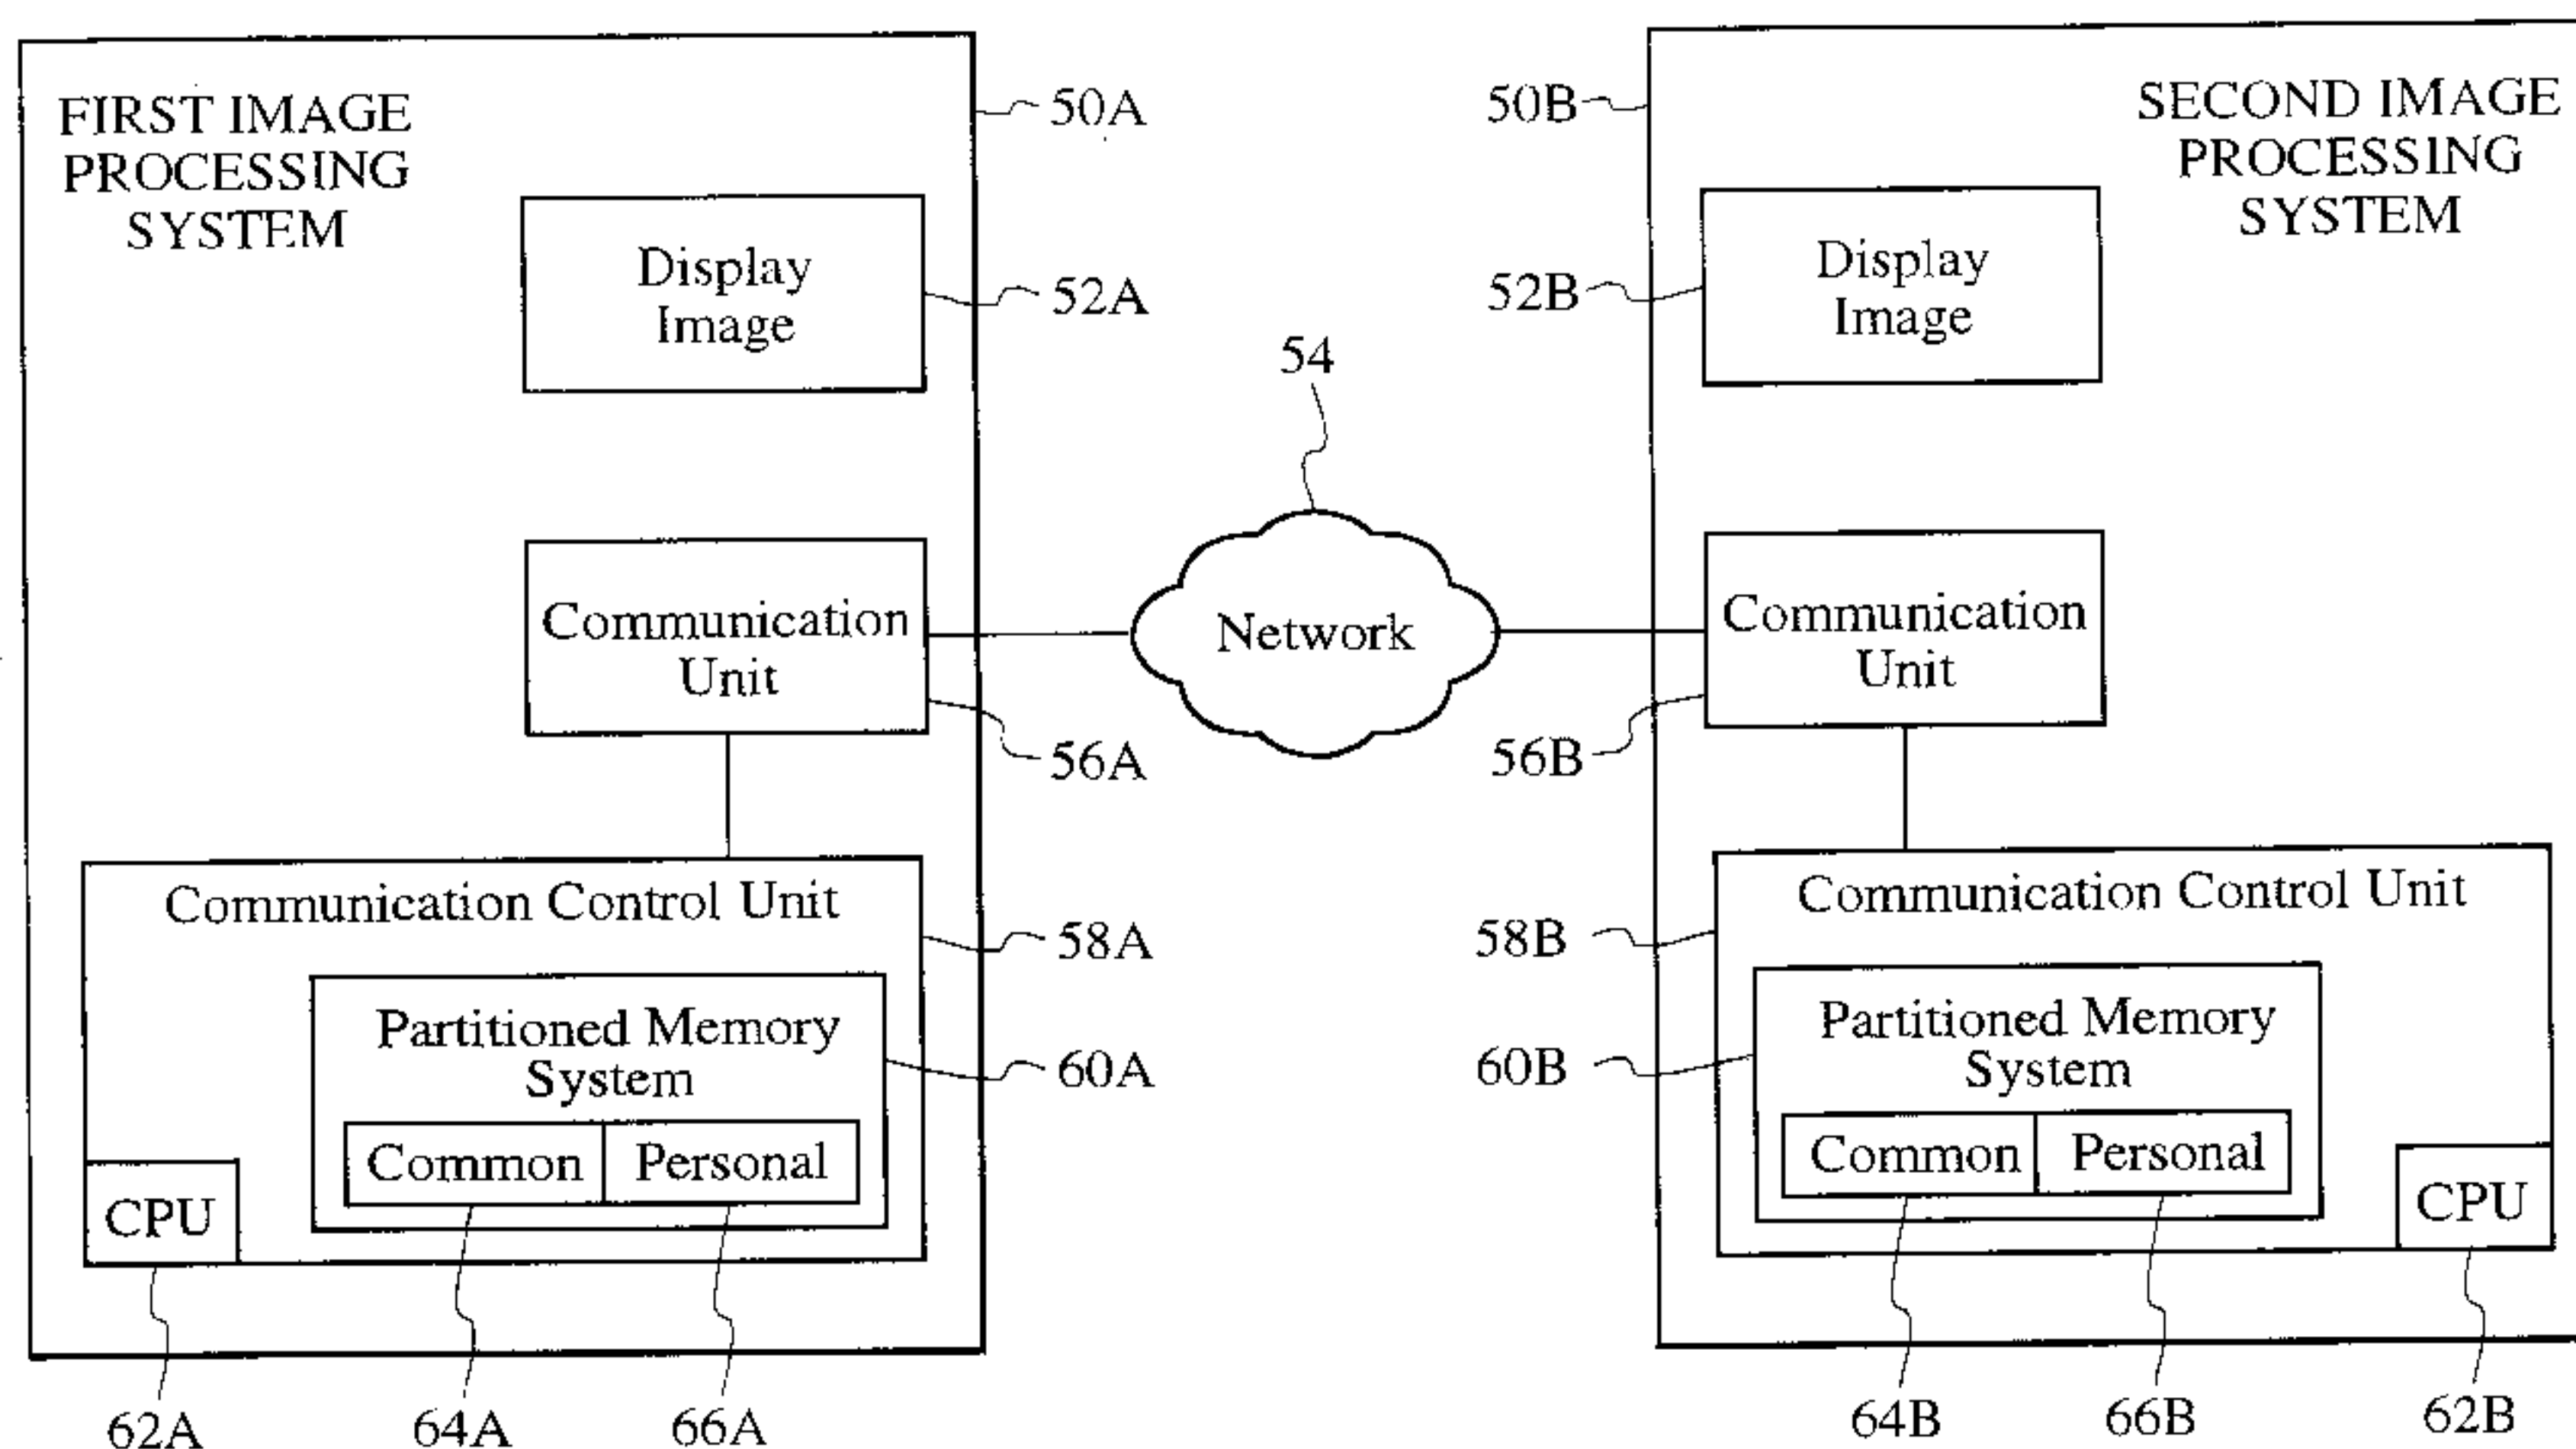 FIRST IMAGE
PROCESSING
SYSTEM
50A
Display
Image
52A
Communication
Unit
56A
Communication Control Unit
58A
Partitioned Memory
System
60A
Common
Personal
CPU
62A
64A
66A
54
Network
50B
SECOND IMAGE
PROCESSING
SYSTEM
Display
Image
52B
Communication
Unit
56B
Communication Control Unit
58B
Partitioned Memory
System
60B
Common
Personal
CPU
64B
66B
62B